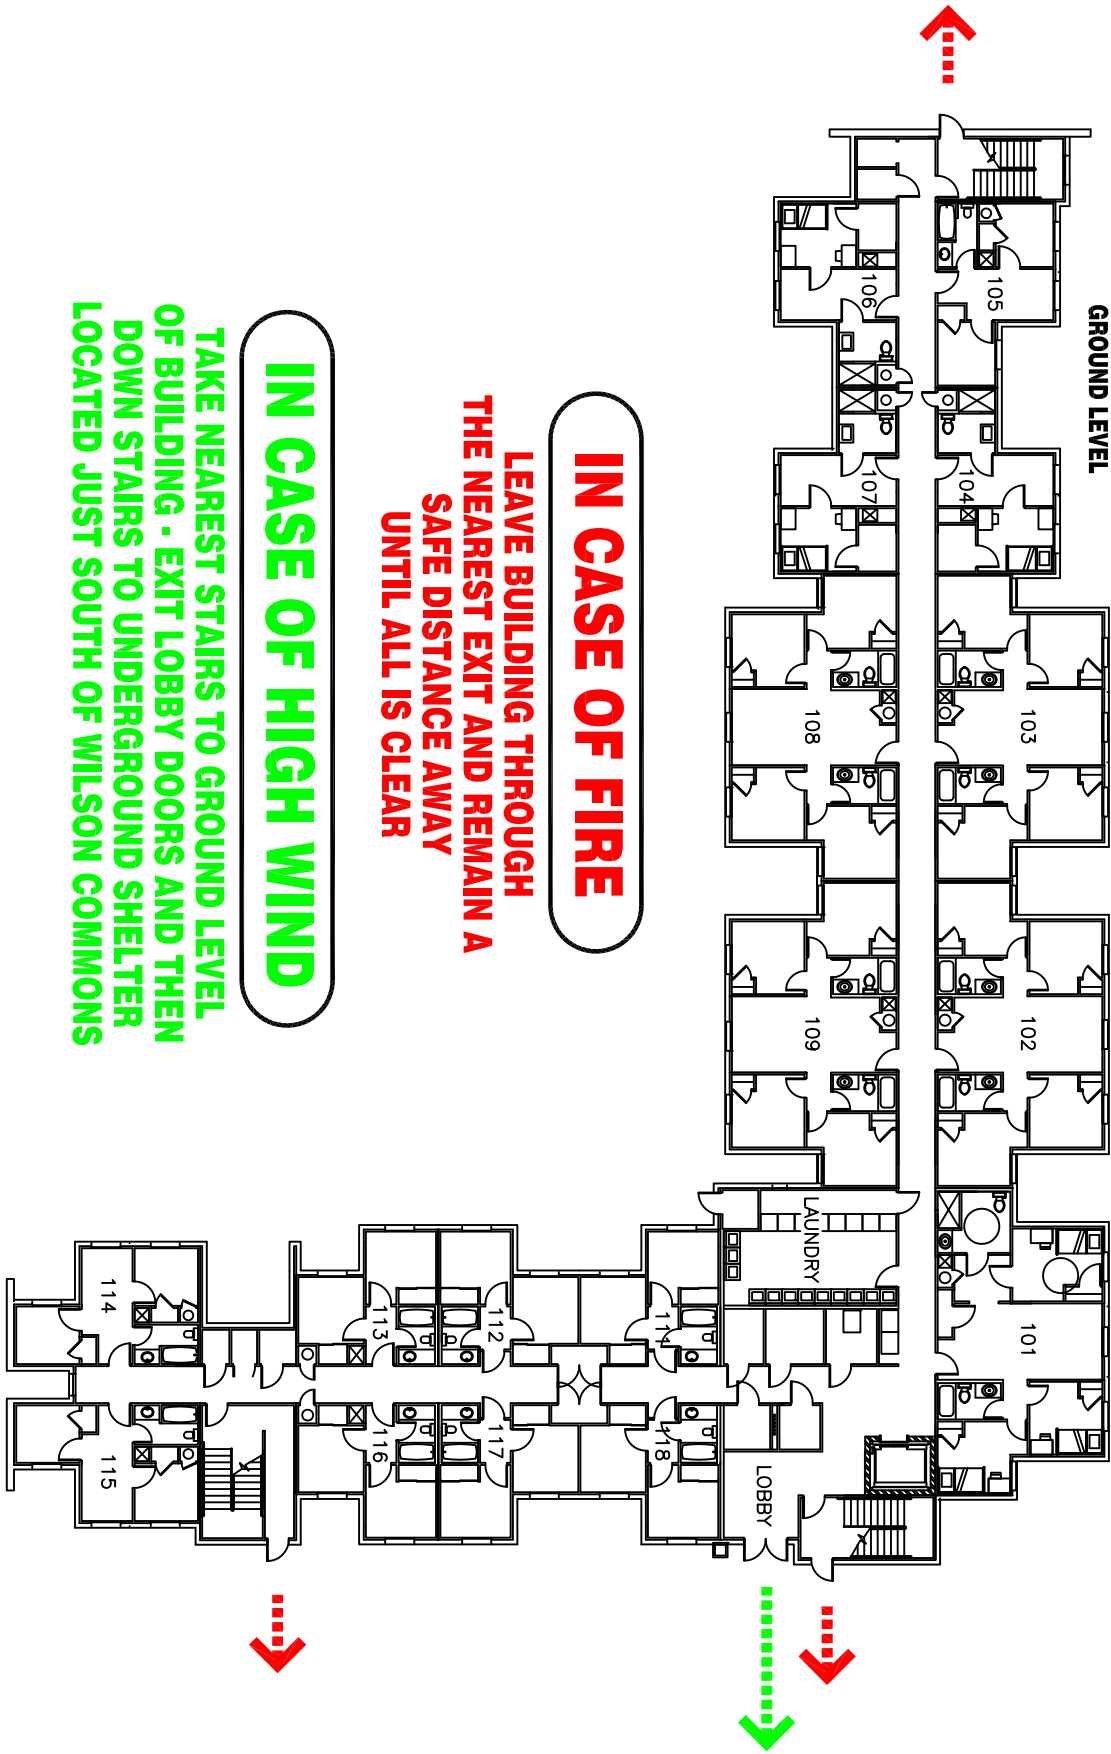 GROUND LEVEL
105
104
103
102
101
106
107
108
109
LAUNDRY
LOBBY
IN CASE OF FIRE
LEAVE BUILDING THROUGH
THE NEAREST EXIT AND REMAIN A
SAFE DISTANCE AWAY
UNTIL ALL IS CLEAR
111
118
112
117
113
116
IN CASE OF HIGH WIND
TAKE NEAREST STAIRS TO GROUND LEVEL
OF BUILDING - EXIT LOBBY DOORS AND THEN
DOWN STAIRS TO UNDERGROUND SHELTER
LOCATED JUST SOUTH OF WILSON COMMONS
114
115